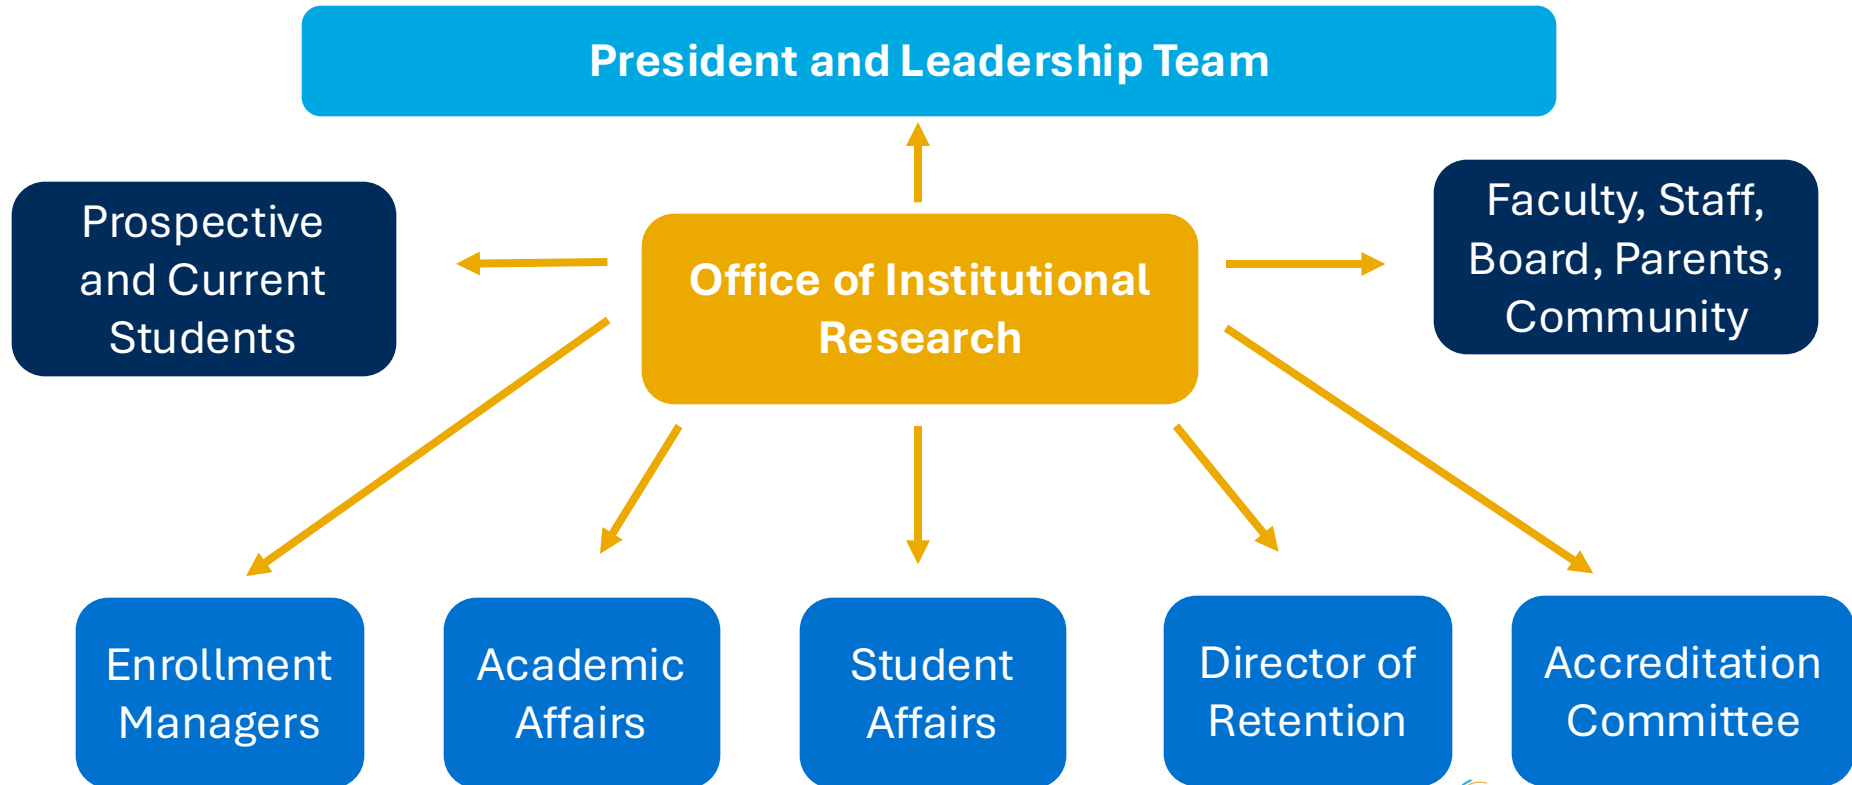 President and Leadership Team
Prospective
and Current
Students
Office of Institutional
Research
Faculty, Staff,
Board, Parents,
Community
Enrollment
Managers
Academic
Affairs
Student
Affairs
Director of
Retention
Accreditation
Committee